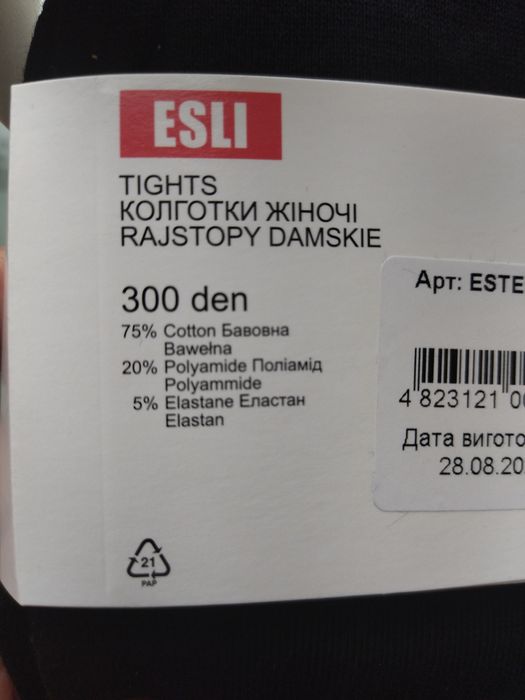 ESLI
TIGHTS
КОЛГОТКИ ЖІНОЧІ
RAJSTOPY DAMSKIE
300 den
75% Cotton Бавовна
Bawełna
20% Polyamide Поліамід
Polyammide
5% Elastane Еластан
Elastan
21
PAP
Арт: ESTE
4 823121 0
Дата вигото
28.08.20